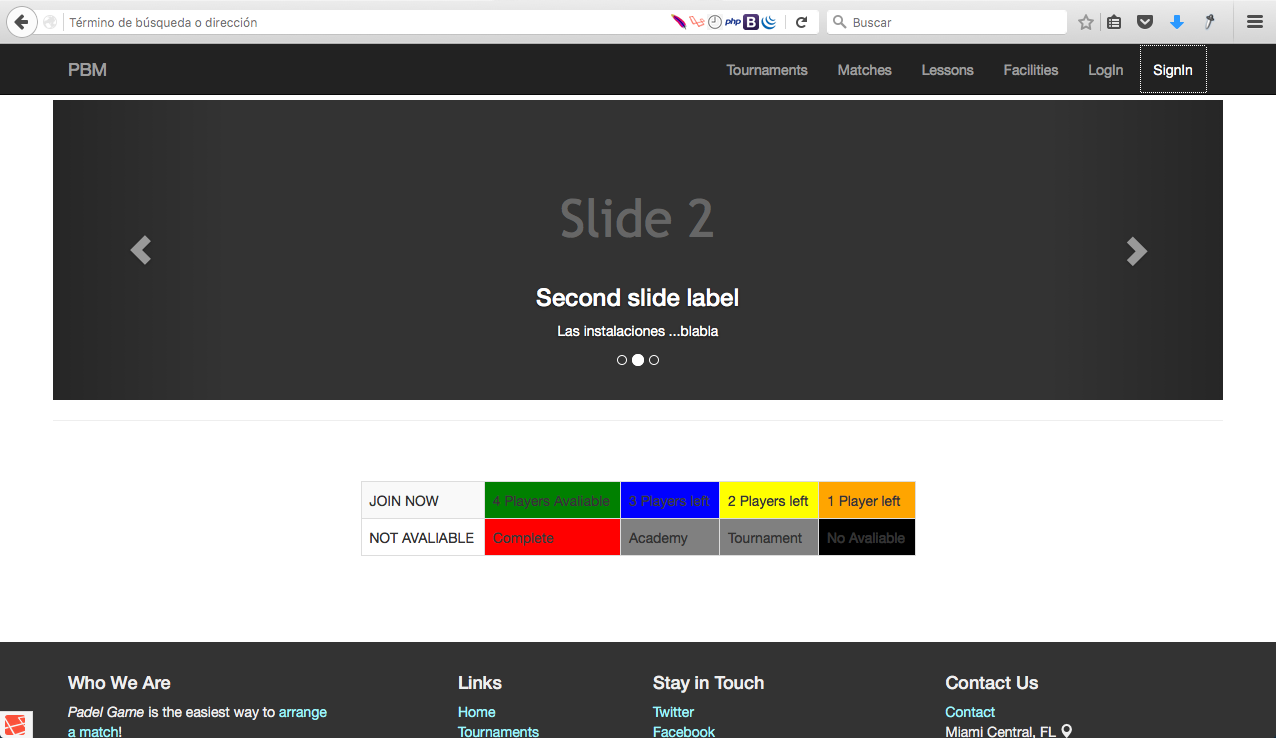 Término de búsqueda o dirección
php
B
Buscar
PBM
Tournaments
Matches
Lessons
Facilities
LogIn
SignIn
Slide 2
Second slide label
Las instalaciones ...blabla
JOIN NOW 4 Players Avaliable 3 Players left 2 Players left 1 Player left
NOT AVALIABLE Complete Academy Tournament No Avaliable
Who We Are
Padel Game is the easiest way to arrange
a match!
Links
Home
Tournaments
Stay in Touch
Twitter
Facebook
Contact Us
Contact
Miami Central, FL